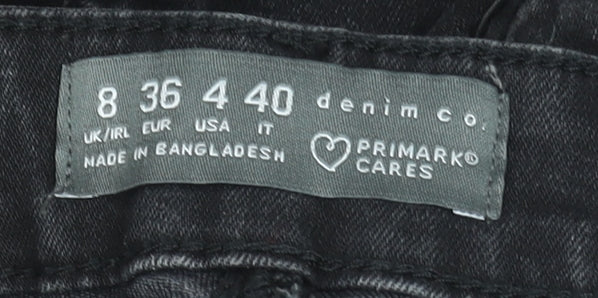 8 36 4 40 denim co.
UK/IRL EUR USA IT
MADE IN BANGLADESH
PRIMARK®
CARES